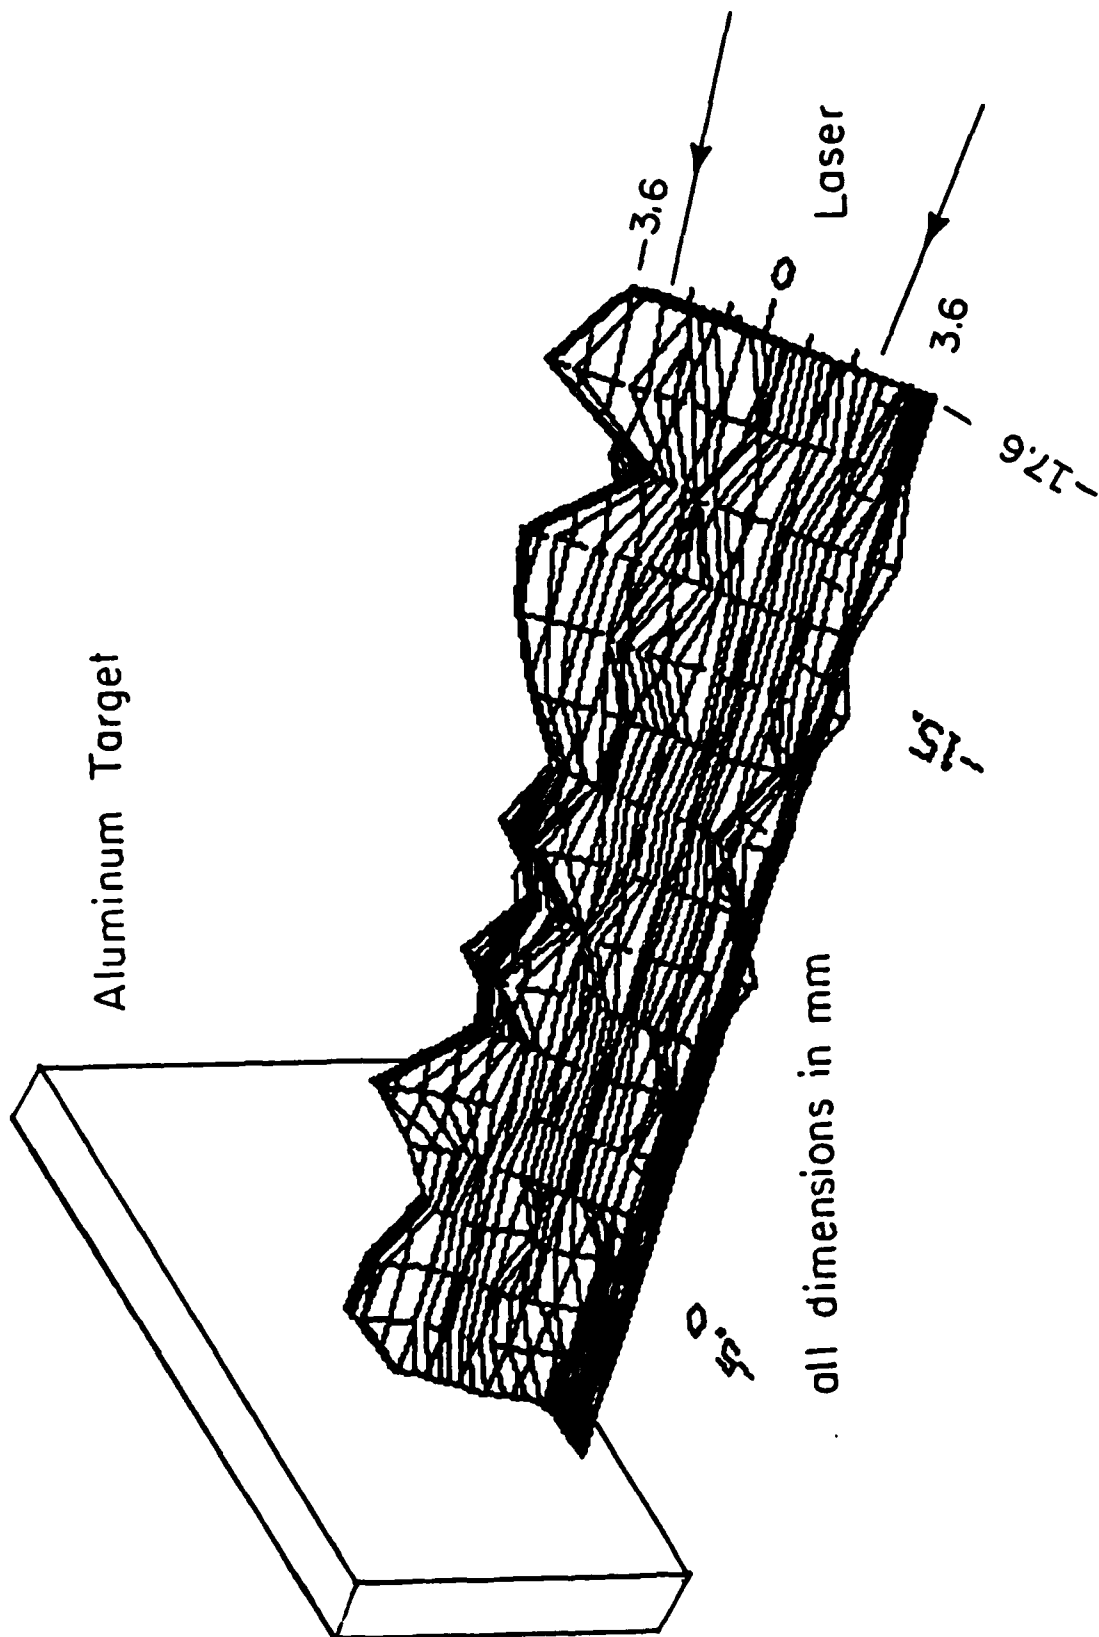 Aluminum Target
-3.6
0
Laser
3.6
-17.6
-15.
5.0
all dimensions in mm